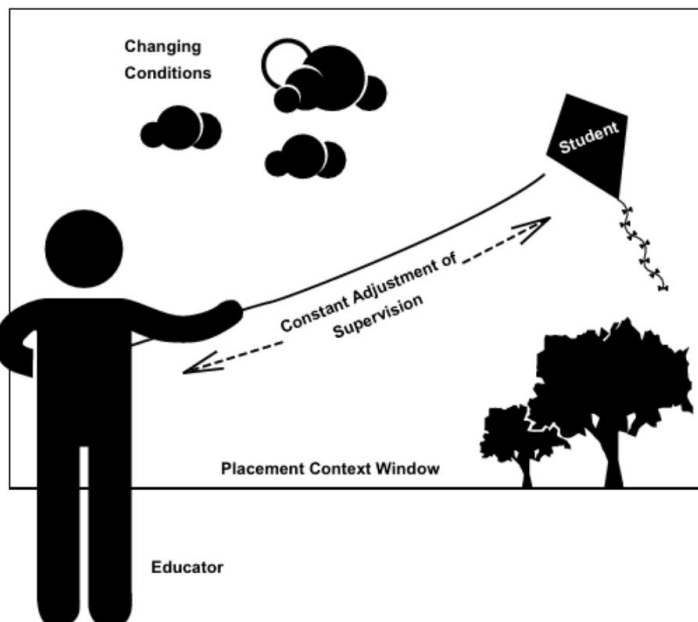 Changing
Conditions
Student
Constant Adjustment of
Supervision
Placement Context Window
Educator